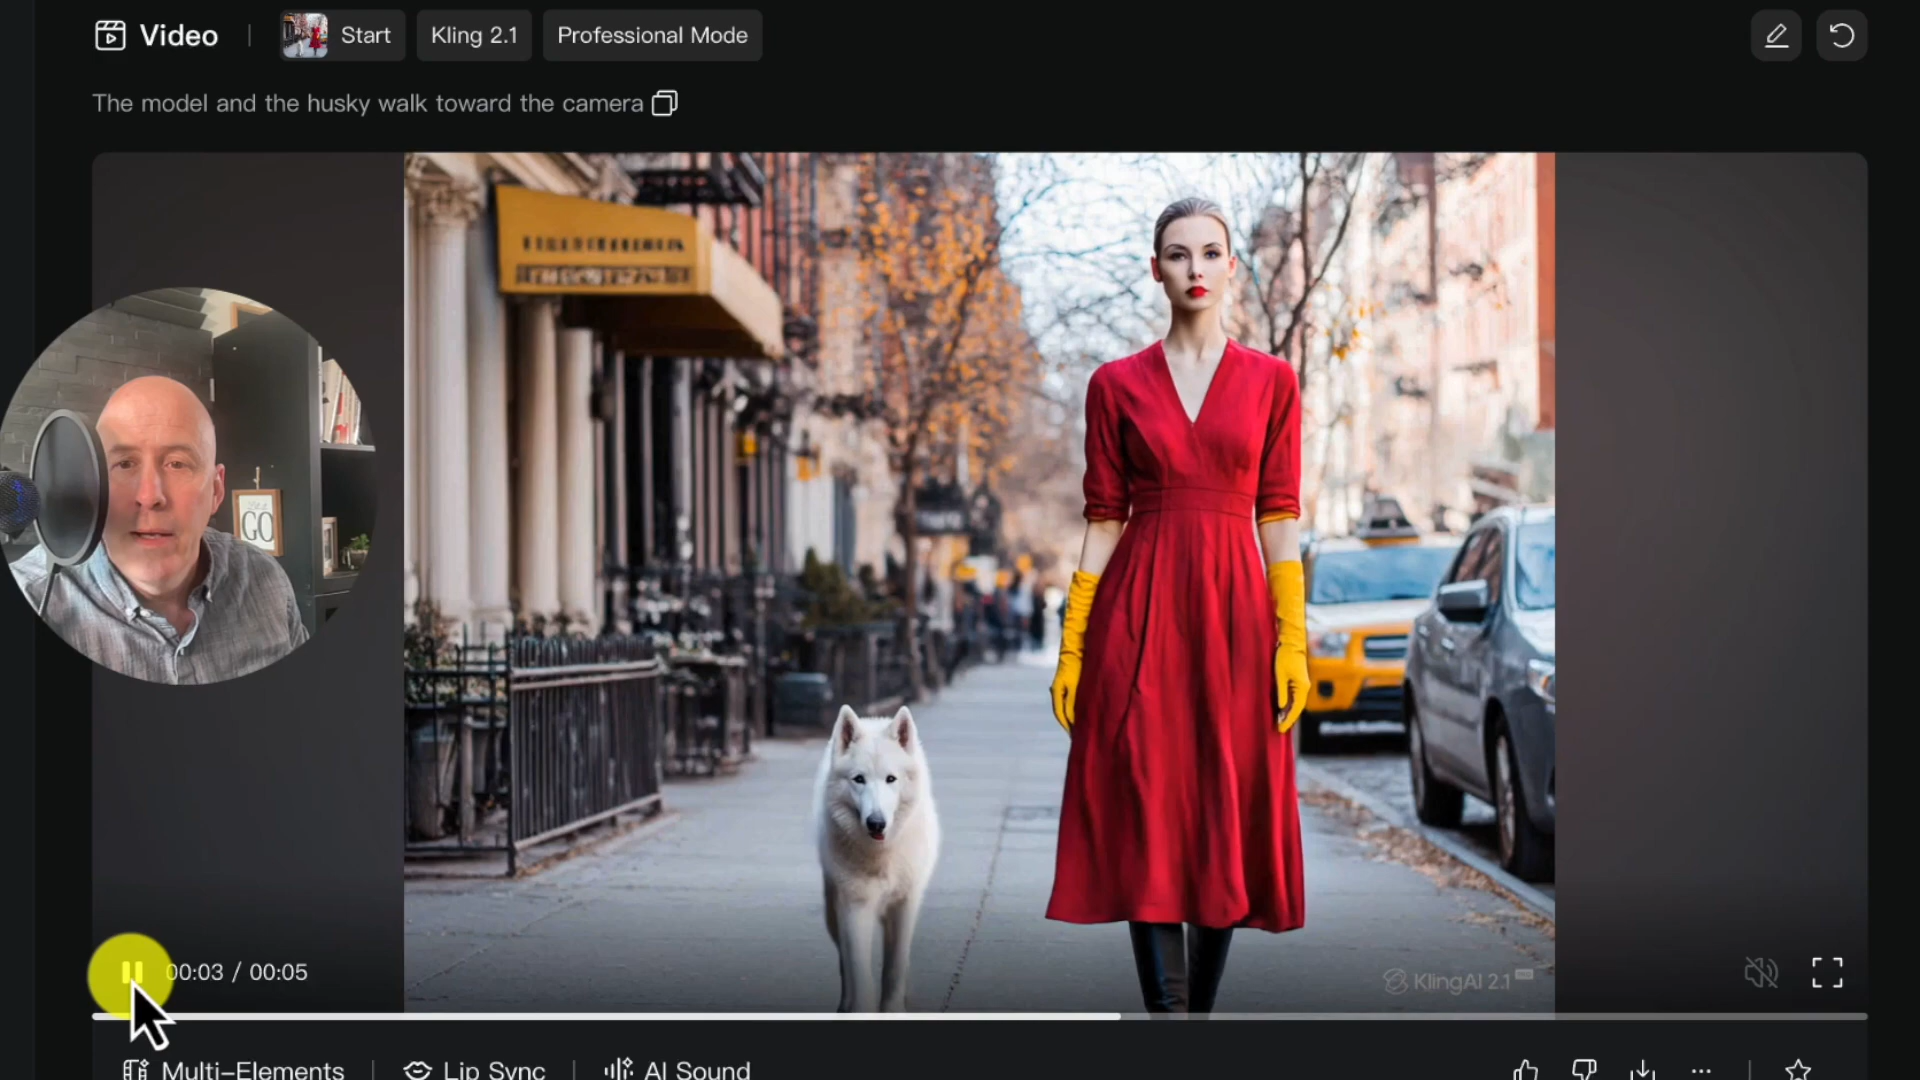 Video
Start
Kling 2.1
Professional Mode
The model and the husky walk toward the camera
GO
00:03 / 00:05
KlingAI 2.1
Multi-Elements
Lip Sync
AI Sound